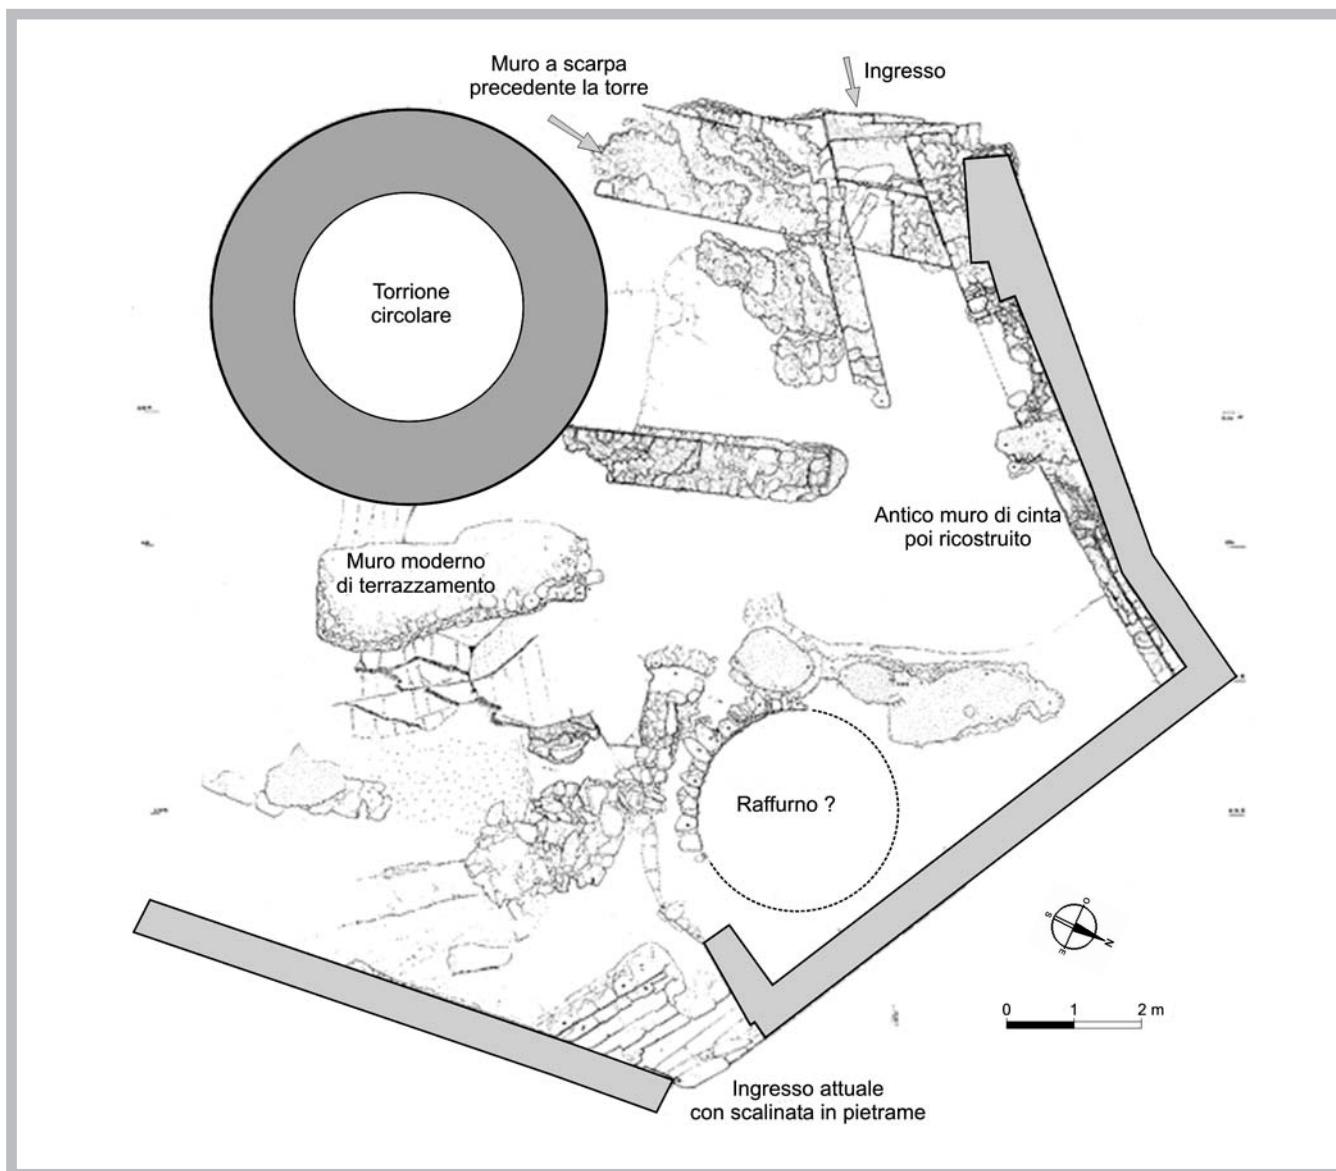 Muro a scarpa
precedente la torre
Ingresso
Torrione
circolare
Antico muro di cinta
poi ricostruito
Muro moderno
di terrazzamento
Raffurno ?
O
S
N
E
0 1 2 m
Ingresso attuale
con scalinata in pietrame